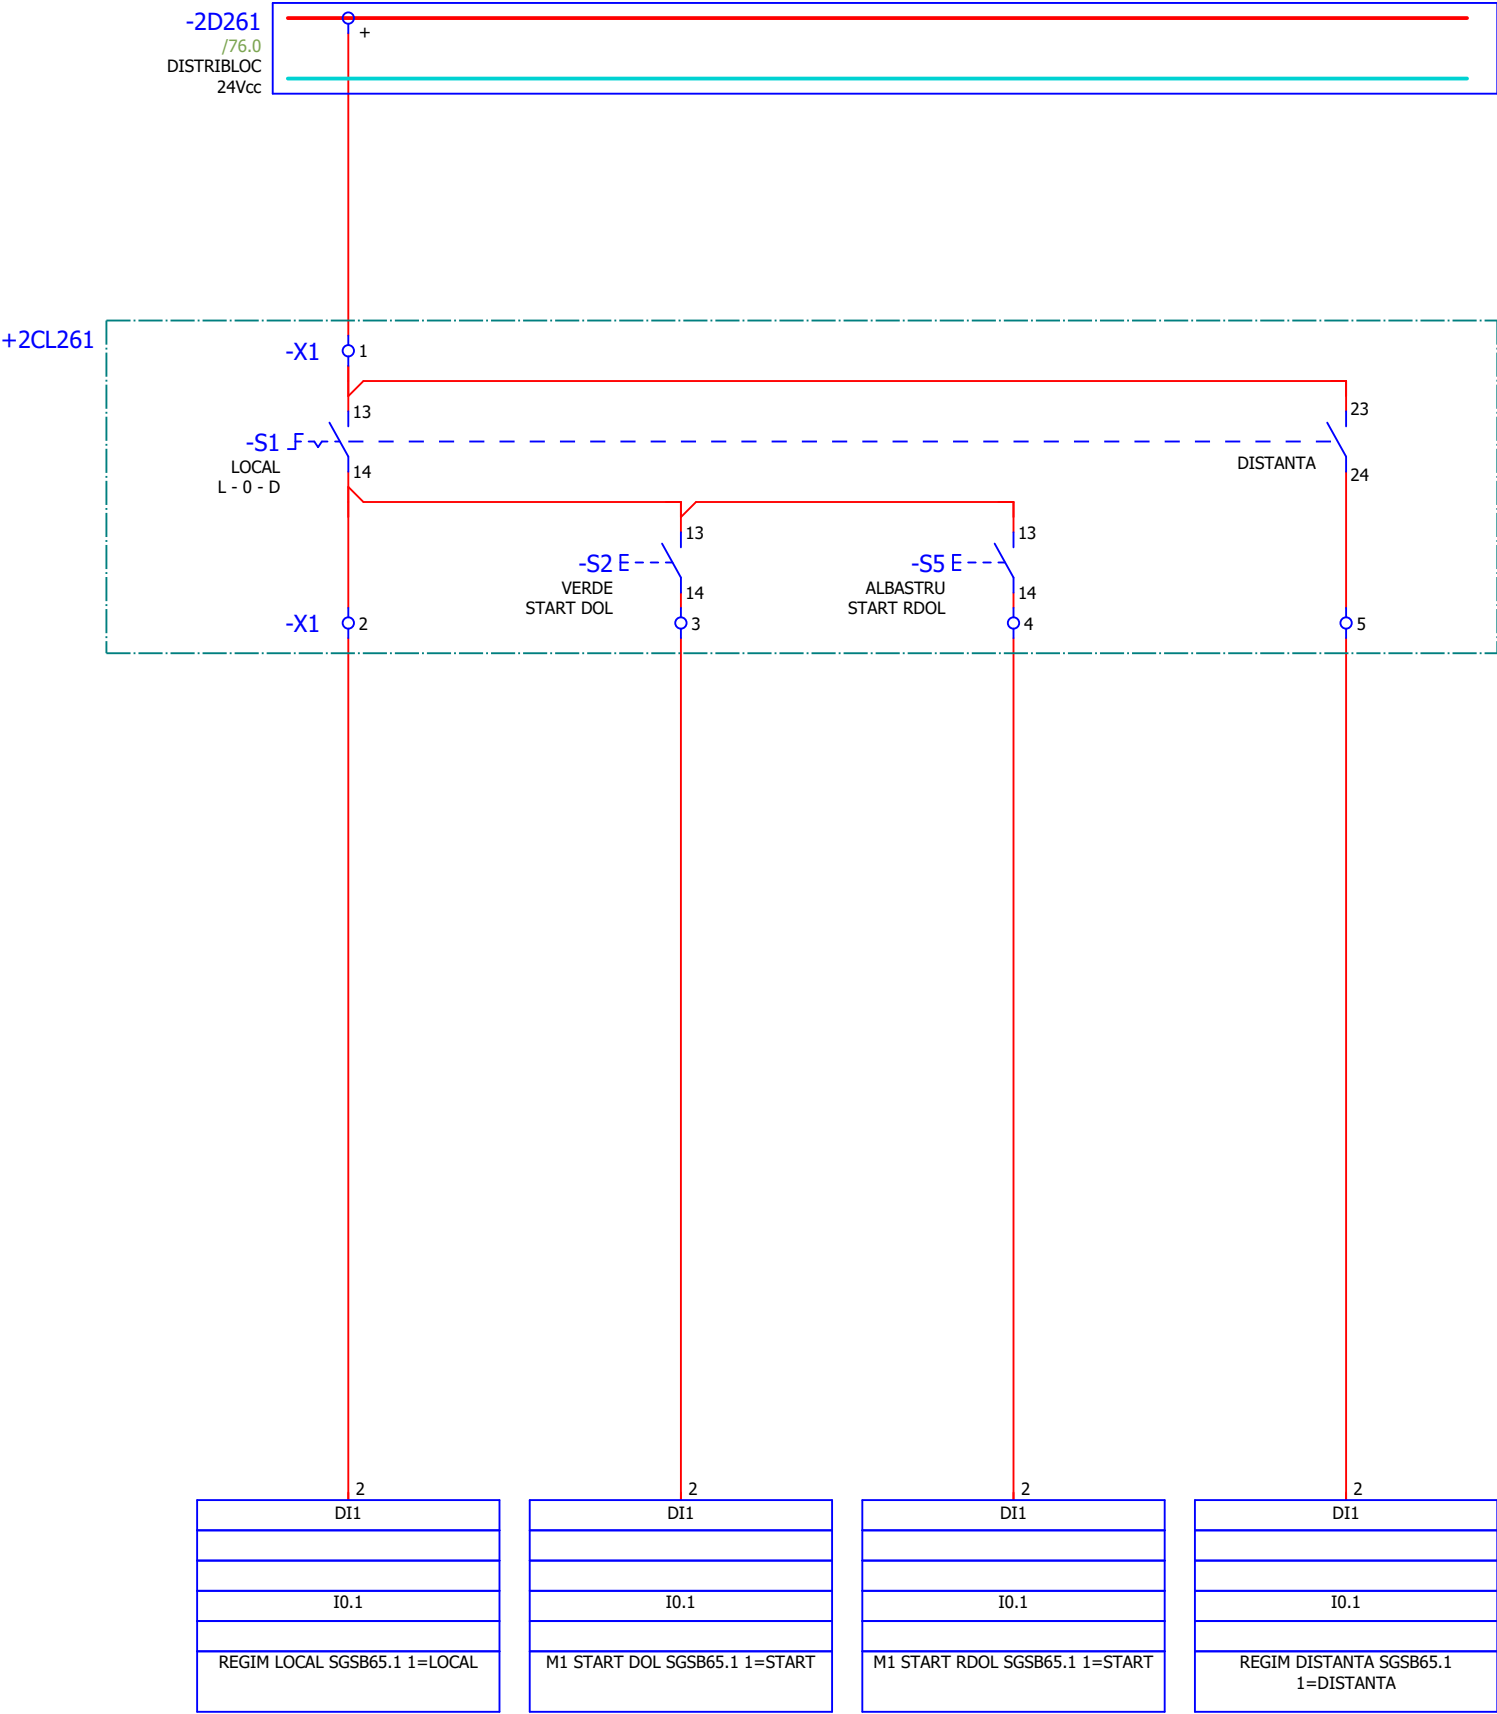 -2D261
/76.0
DISTRIBLOC
24Vcc
+
+2CL261
-X1
1
13
-S1
LOCAL
L - 0 - D
14
23
DISTANTA
24
13
-S2
VERDE
START DOL
14
13
-S5
ALBASTRU
START RDOL
14
-X1
2
3
4
5
2
2
2
2
DI1
DI1
DI1
DI1
I0.1
I0.1
I0.1
I0.1
REGIM LOCAL SGSB65.1 1=LOCAL
M1 START DOL SGSB65.1 1=START
M1 START RDOL SGSB65.1 1=START
REGIM DISTANTA SGSB65.1
1=DISTANTA